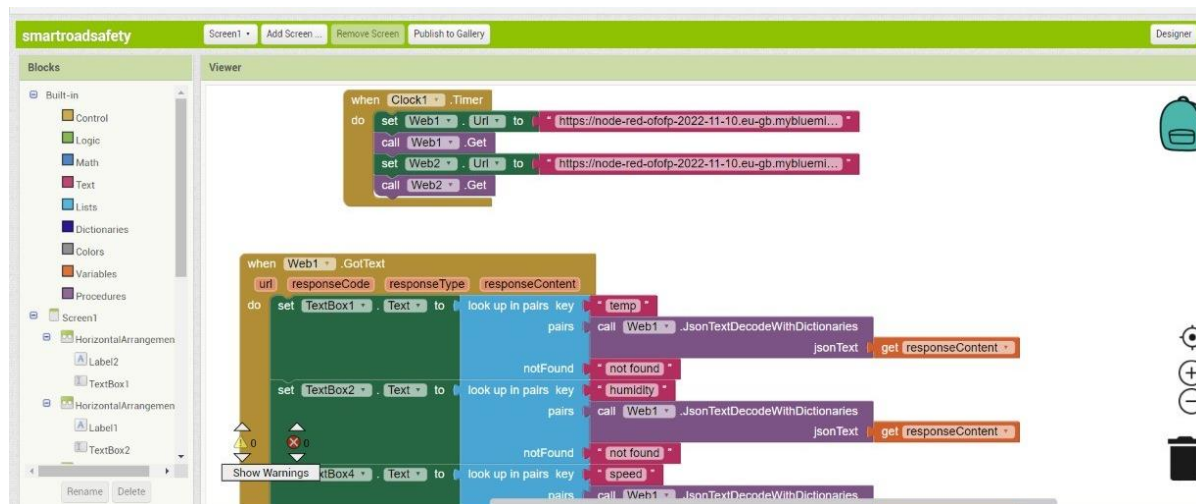 smartroadsafety
Screen1 Add Screen ... Remove Screen Publish to Gallery Designer
Blocks Viewer
Built-in
Control
Logic
Math
Text
Lists
Dictionaries
Colors
Variables
Procedures
Screen1
HorizontalArrangemen
Label2
TextBox1
HorizontalArrangemen
Label1
TextBox2
Rename Delete
when Clock1 .Timer
do set Web1 . Url to " https://node-red-ofofp-2022-11-10.eu-gb.mybluemi... "
call Web1 .Get
set Web2 . Url to " https://node-red-ofofp-2022-11-10.eu-gb.mybluemi... "
call Web2 .Get
when Web1 .GotText
url responseCode responseType responseContent
do set TextBox1 . Text to look up in pairs key " temp "
pairs call Web1 .JsonTextDecodeWithDictionaries
jsonText get responseContent
notFound " not found "
set TextBox2 . Text to look up in pairs key " humidity "
pairs call Web1 .JsonTextDecodeWithDictionaries
jsonText get responseContent
notFound " not found "
0 0
Show Warnings
tBox4 . Text to look up in pairs key " speed "
pairs call Web1 .JsonTextDecodeWithDictionaries